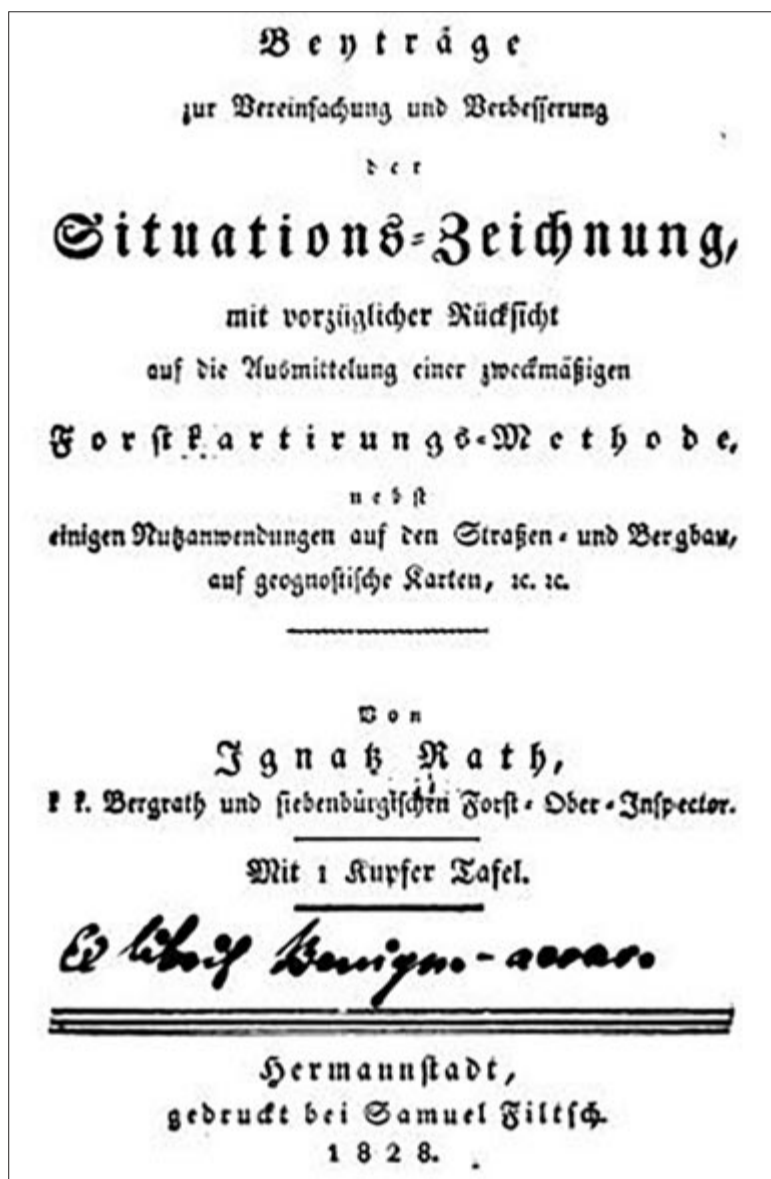 Beyträge
zur Vereinfachung und Verbesserung
der
Situations-Zeichnung,
mit vorzüglicher Rücksicht
auf die Ausmittelung einer zweckmäßigen
Forstkartirungs-Methode,
nebst
einigen Nutzanwendungen auf den Straßen- und Bergbau,
auf geognostische Karten, ꝛc. ꝛc.
Von
Ignatz Rath,
k k. Bergrath und siebenbürgischen Forst-Ober-Inspector.
Mit 1 Kupfer Tafel.
Ex libris
Hermannstadt,
gedruckt bei Samuel Filtsch.
1828.